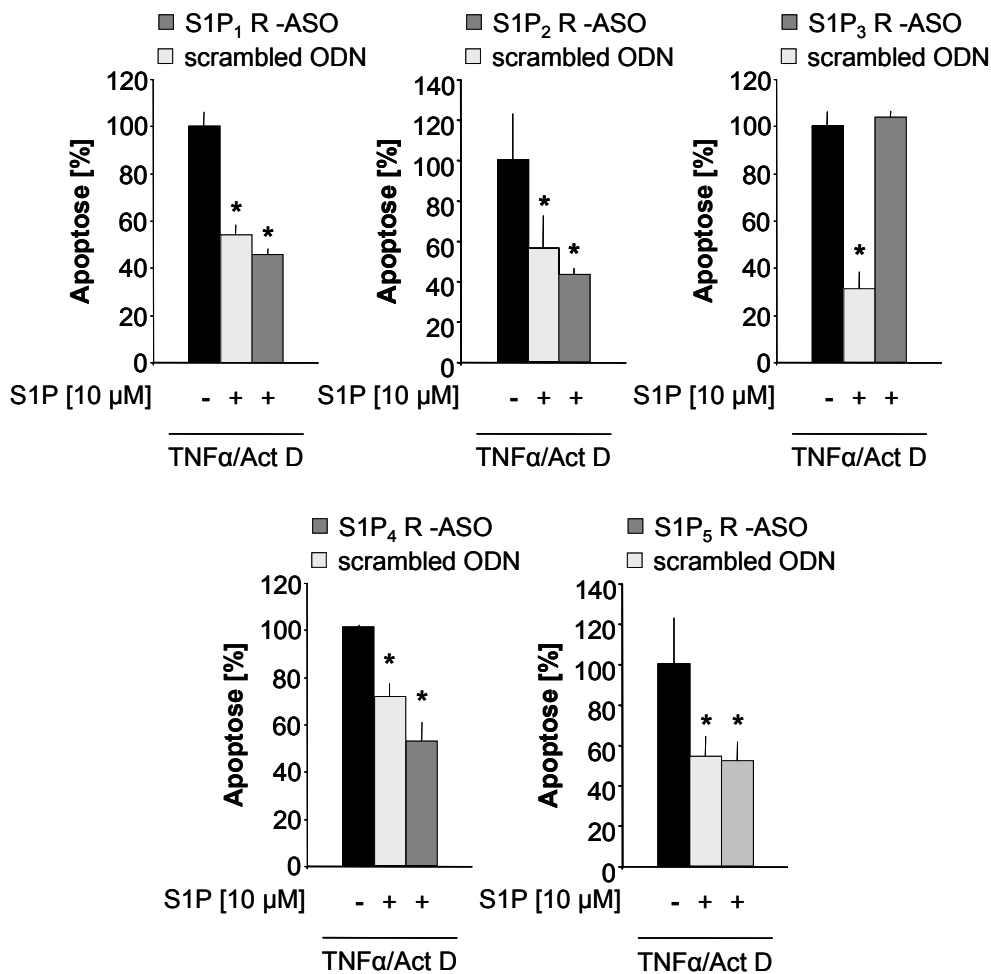 S1P₁ R -ASO
scrambled ODN
120
100
80
60
40
20
0
Apoptose [%]
*
*
S1P [10 µM]
- + +
TNFα/Act D
S1P₂ R -ASO
scrambled ODN
140
120
100
80
60
40
20
0
Apoptose [%]
*
*
S1P [10 µM]
- + +
TNFα/Act D
S1P₃ R -ASO
scrambled ODN
120
100
80
60
40
20
0
Apoptose [%]
*
S1P [10 µM]
- + +
TNFα/Act D
S1P₄ R -ASO
scrambled ODN
120
100
80
60
40
20
0
Apoptose [%]
*
*
S1P [10 µM]
- + +
TNFα/Act D
S1P₅ R -ASO
scrambled ODN
140
120
100
80
60
40
20
0
Apoptose [%]
* *
S1P [10 µM]
- + +
TNFα/Act D